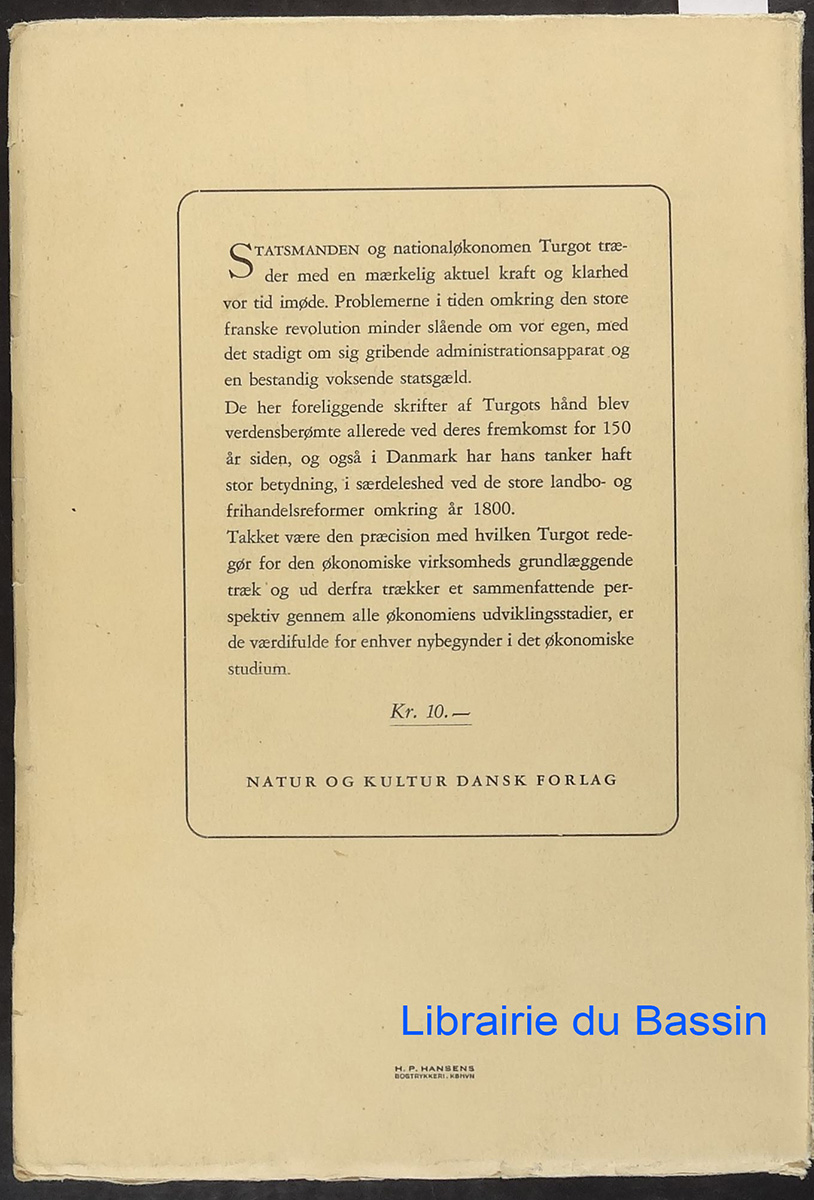 STATSMANDEN og nationaløkonomen Turgot træ-
der med en mærkelig aktuel kraft og klarhed
vor tid imøde. Problemerne i tiden omkring den store
franske revolution minder slående om vor egen, med
det stadigt om sig gribende administrationsapparat og
en bestandig voksende statsgæld.
De her foreliggende skrifter af Turgots hånd blev
verdensberømte allerede ved deres fremkomst for 150
år siden, og også i Danmark har hans tanker haft
stor betydning, i særdeleshed ved de store landbo- og
frihandelsreformer omkring år 1800.
Takket være den præcision med hvilken Turgot rede-
gør for den økonomiske virksomheds grundlæggende
træk og ud derfra trækker et sammenfattende per-
spektiv gennem alle økonomiens udviklingsstadier, er
de værdifulde for enhver nybegynder i det økonomiske
studium.
Kr. 10.—
NATUR OG KULTUR DANSK FORLAG
Librairie du Bassin
H. P. HANSENS
BOGTRYKKERI. KBHVN